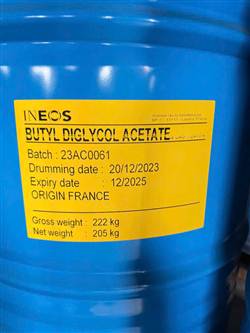 INEOS
BUTYL DIGLYCOL ACETATE
Batch : 23AC0061
Drumming date : 20/12/2023
Expiry date : 12/2025
ORIGIN FRANCE
Gross weight : 222 kg
Net weight : 205 kg